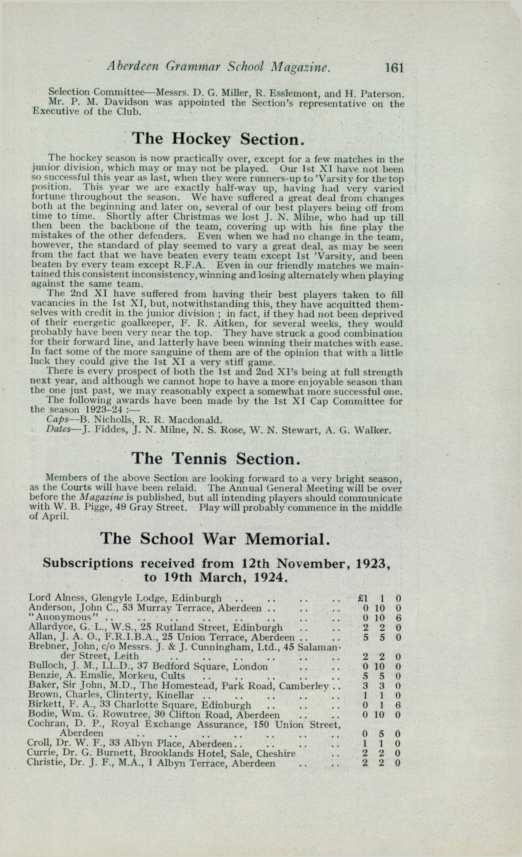 Aberdeen Grammar School Magazine. 161
Selection Committee—Messrs. D. G. Miller, R. Esslemont, and H. Paterson.
Mr. P. M. Davidson was appointed the Section's representative on the
Executive of the Club.
The Hockey Section.
The hockey season is now practically over, except for a few matches in the
junior division, which may or may not be played. Our 1st XI have not been
so successful this year as last, when they were runners-up to 'Varsity for the top
position. This year we are exactly half-way up, having had very varied
fortune throughout the season. We have suffered a great deal from changes
both at the beginning and later on, several of our best players being off from
time to time. Shortly after Christmas we lost J. N. Milne, who had up till
then been the backbone of the team, covering up with his fine play the
mistakes of the other defenders. Even when we had no change in the team,
however, the standard of play seemed to vary a great deal, as may be seen
from the fact that we have beaten every team except 1st 'Varsity, and been
beaten by every team except R.F.A. Even in our friendly matches we main-
tained this consistent inconsistency, winning and losing alternately when playing
against the same team.
The 2nd XI have suffered from having their best players taken to fill
vacancies in the 1st XI, but, notwithstanding this, they have acquitted them-
selves with credit in the junior division ; in fact, if they had not been deprived
of their energetic goalkeeper, F. R. Aitken, for several weeks, they would
probably have been very near the top. They have struck a good combination
for their forward line, and latterly have been winning their matches with ease.
In fact some of the more sanguine of them are of the opinion that with a little
luck they could give the 1st XI a very stiff game.
There is every prospect of both the 1st and 2nd XI's being at full strength
next year, and although we cannot hope to have a more enjoyable season than
the one just past, we may reasonably expect a somewhat more successful one.
The following awards have been made by the 1st XI Cap Committee for
the season 1923-24 :—
Caps—B. Nicholls, R. R. Macdonald.
Dates—J. Fiddes, J. N. Milne, N. S. Rose, W. N. Stewart, A. G. Walker.
The Tennis Section.
Members of the above Section are looking forward to a very bright season,
as the Courts will have been relaid. The Annual General Meeting will be over
before the Magazine is published, but all intending players should communicate
with W. B. Pigge, 49 Gray Street. Play will probably commence in the middle
of April.
The School War Memorial.
Subscriptions received from 12th November, 1923,
to 19th March, 1924.
Lord Alness, Glengyle Lodge, Edinburgh .. .. .. .. £1 1 0
Anderson, John C., 53 Murray Terrace, Aberdeen .. .. .. 0 10 0
"Anonymous" .. .. .. .. .. .. .. .. 0 10 6
Allardyce, G. L., W.S., 25 Rutland Street, Edinburgh .. .. 2 2 0
Allan, J. A. O., F.R.I.B.A., 25 Union Terrace, Aberdeen .. .. 5 5 0
Brebner, John, c/o Messrs. J. & J. Cunningham, Ltd., 45 Salaman-
der Street, Leith .. .. .. .. .. .. 2 2 0
Bulloch, J. M., LL.D., 37 Bedford Square, London .. .. 0 10 0
Benzie, A. Emslie, Morkeu, Cults .. .. .. .. .. 5 5 0
Baker, Sir John, M.D., The Homestead, Park Road, Camberley .. 3 3 0
Brown, Charles, Clinterty, Kinellar .. .. .. .. .. 1 1 0
Birkett, F. A., 33 Charlotte Square, Edinburgh .. .. .. 0 1 6
Bodie, Wm. G. Rowntree, 30 Clifton Road, Aberdeen .. .. 0 10 0
Cochran, D. P., Royal Exchange Assurance, 150 Union Street,
Aberdeen .. .. .. .. .. .. .. 0 5 0
Croll, Dr. W. F., 33 Albyn Place, Aberdeen .. .. .. .. 1 1 0
Currie, Dr. G. Burnett, Brooklands Hotel, Sale, Cheshire .. 2 2 0
Christie, Dr. J. F., M.A., 1 Albyn Terrace, Aberdeen .. .. 2 2 0